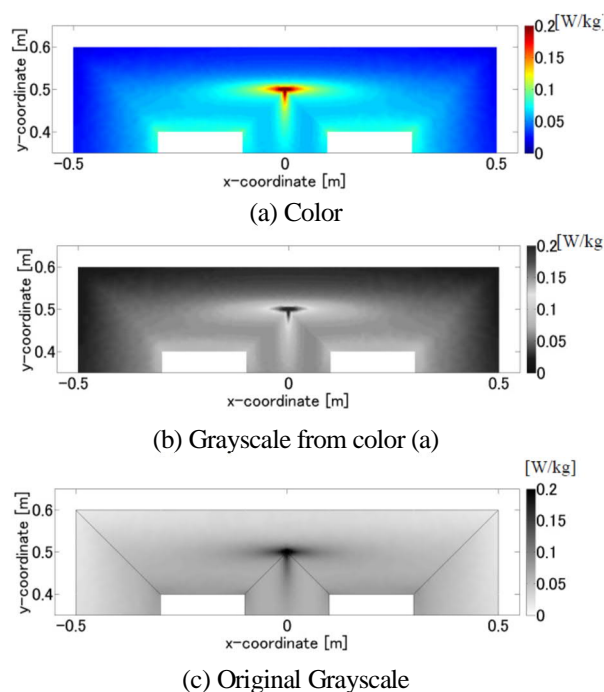 [W/kg]
0.2
0.15
0.1
0.05
0
y-coordinate [m]
0.6
0.5
0.4
−0.5 0 0.5
x-coordinate [m]
(a) Color
[W/kg]
0.2
0.15
0.1
0.05
0
y-coordinate [m]
0.6
0.5
0.4
−0.5 0 0.5
x-coordinate [m]
(b) Grayscale from color (a)
[W/kg]
0.2
0.15
0.1
0.05
0
y-coordinate [m]
0.6
0.5
0.4
−0.5 0 0.5
x-coordinate [m]
(c) Original Grayscale